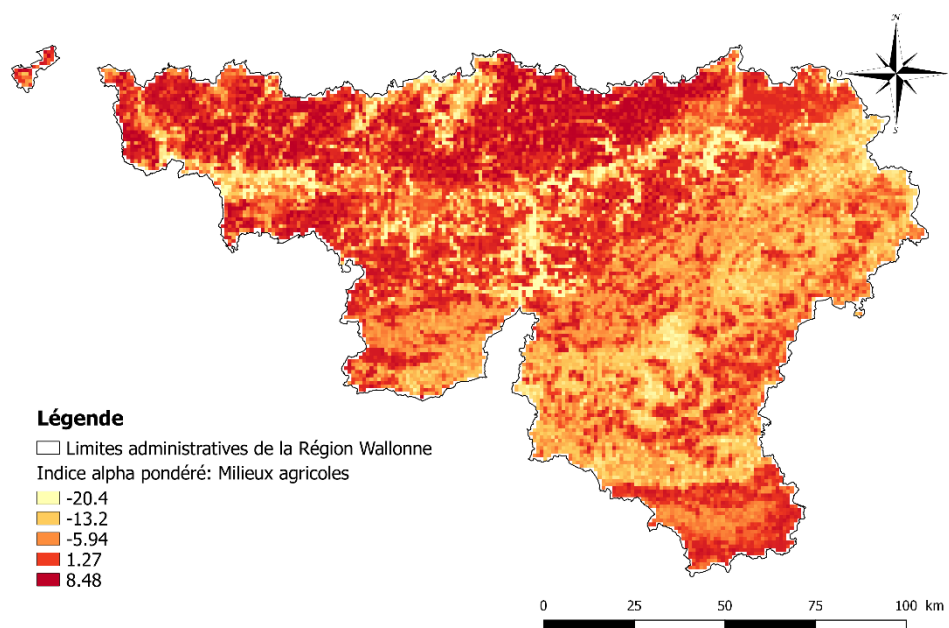 N
O
S
Légende
Limites administratives de la Région Wallonne
Indice alpha pondéré: Milieux agricoles
-20.4
-13.2
-5.94
1.27
8.48
0 25 50 75 100 km